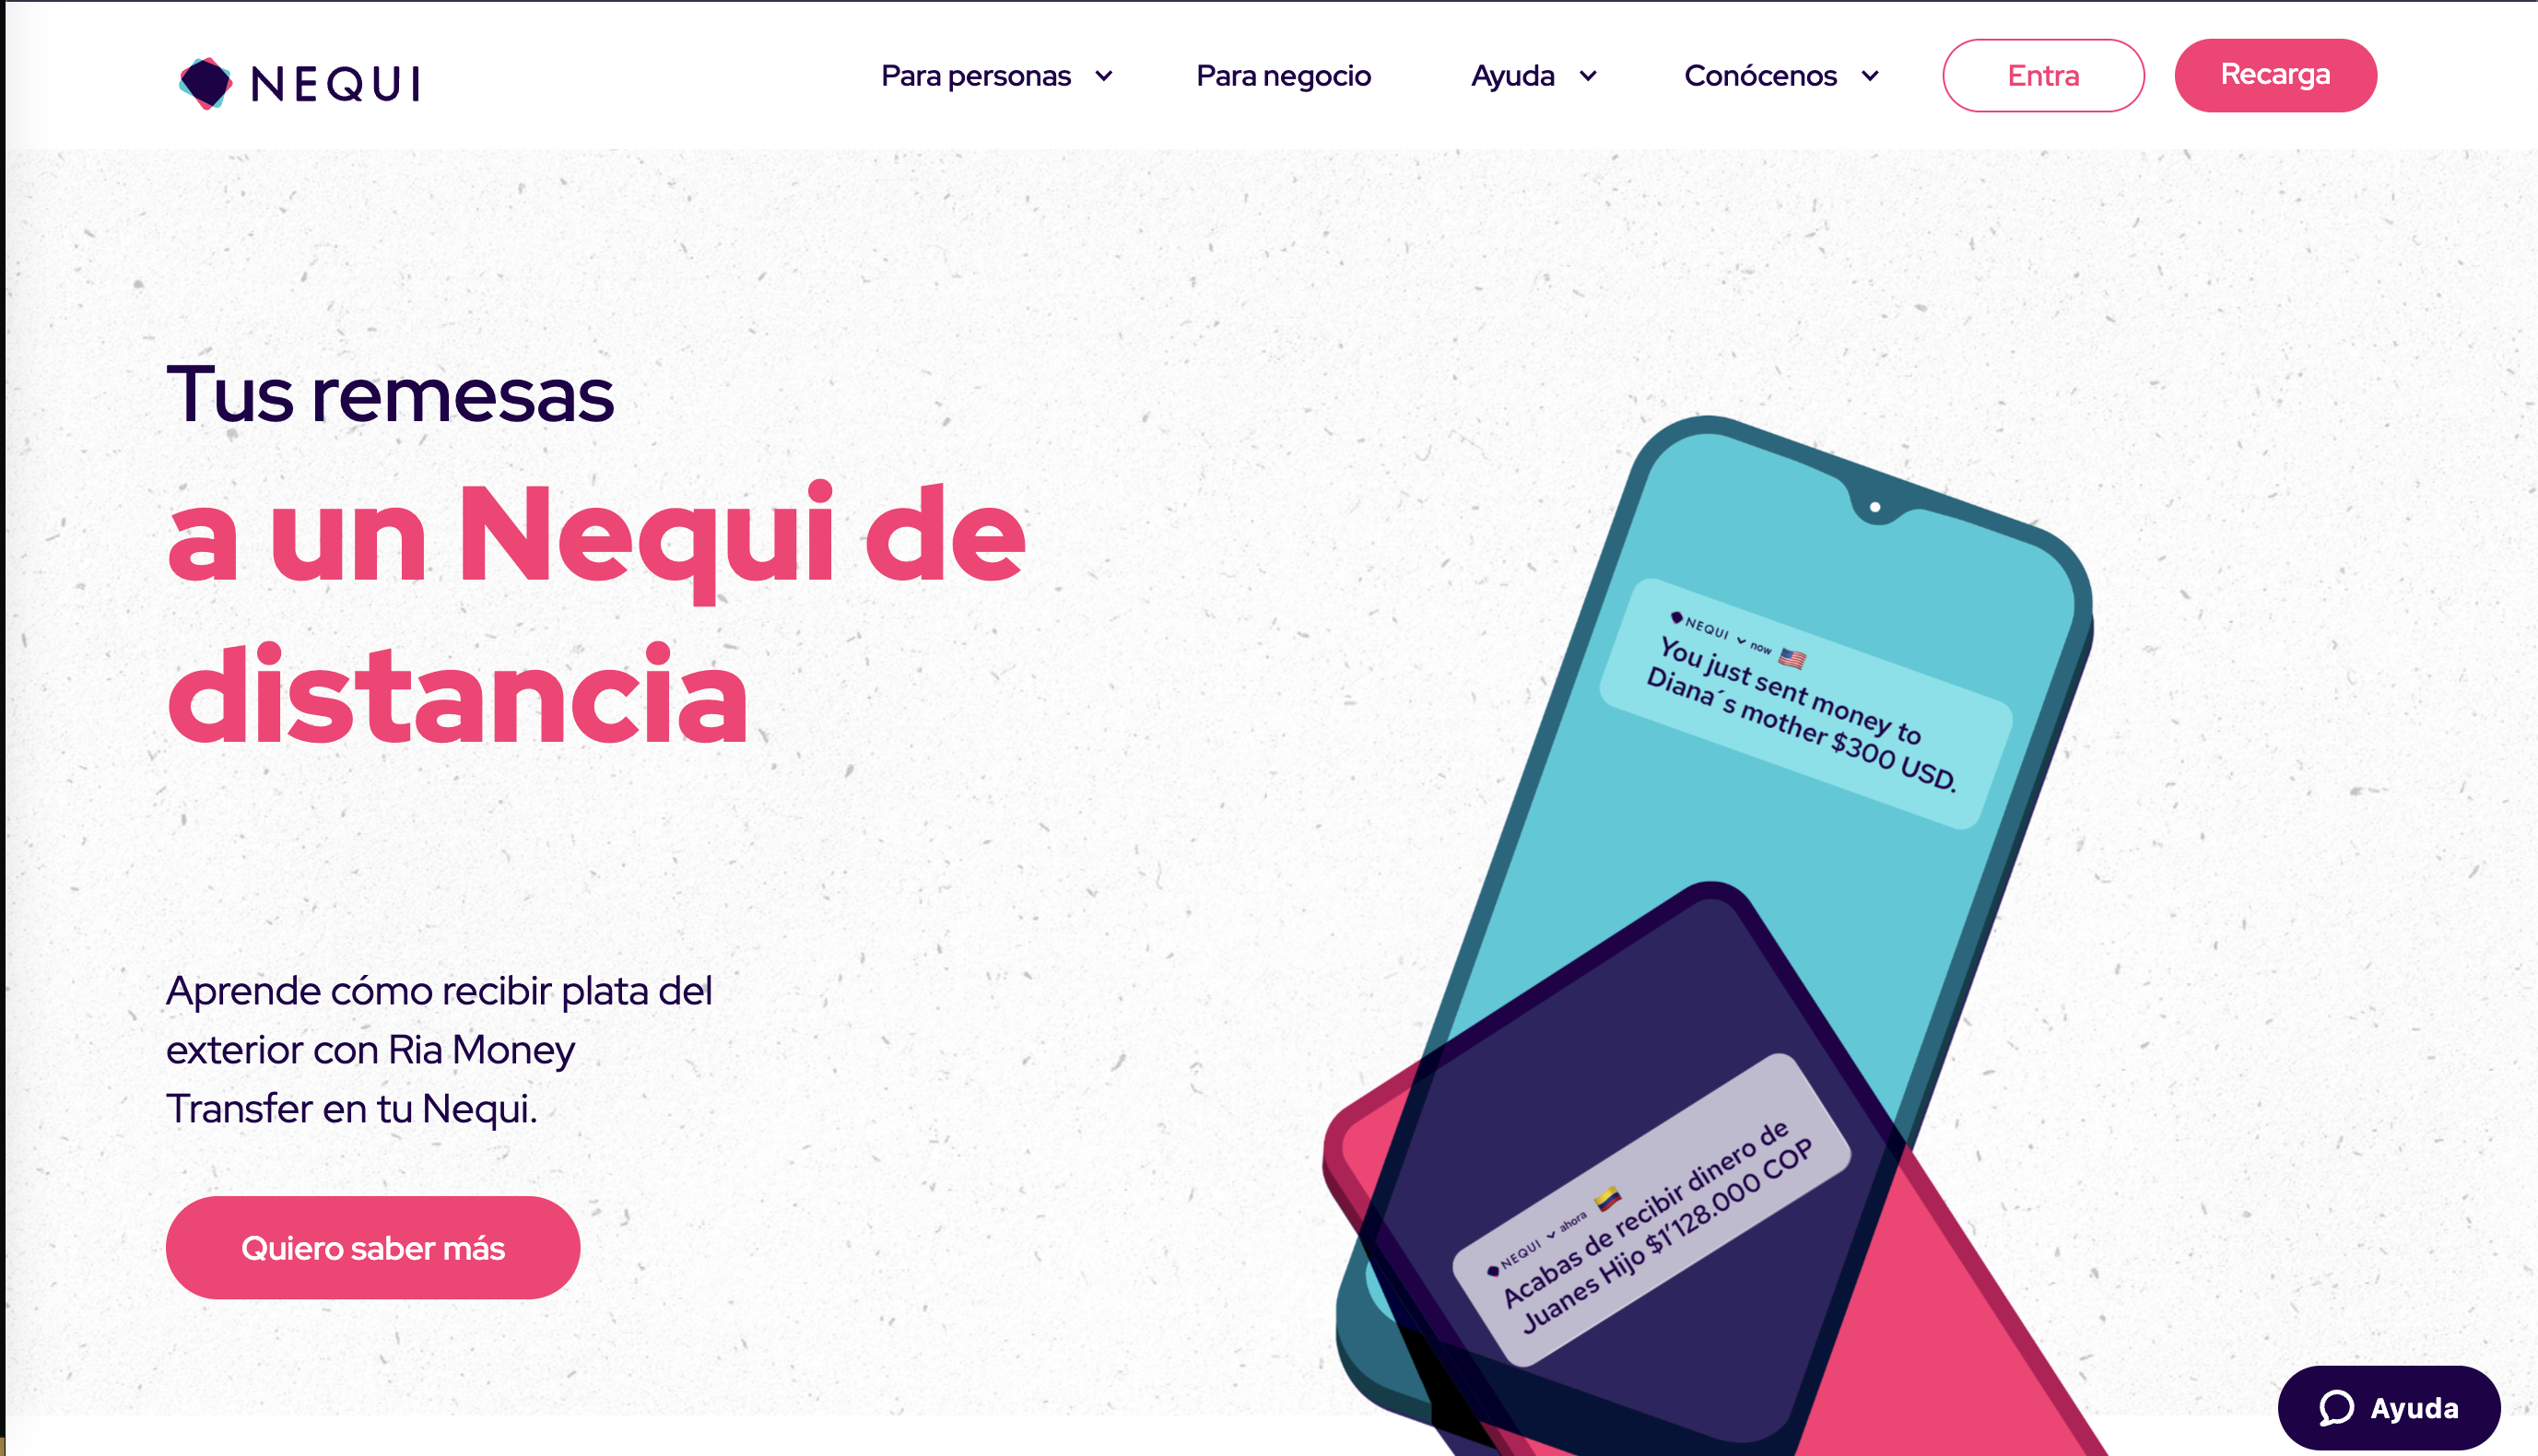 NEQUI
Para personas
Para negocio
Ayuda
Conócenos
Entra
Recarga
Tus remesas
a un Nequi de
distancia
Aprende cómo recibir plata del
exterior con Ria Money
Transfer en tu Nequi.
Quiero saber más
NEQUI now
You just sent money to
Diana´s mother $300 USD.
NEQUI ahora
Acabas de recibir dinero de
Juanes Hijo $1'128.000 COP
Ayuda